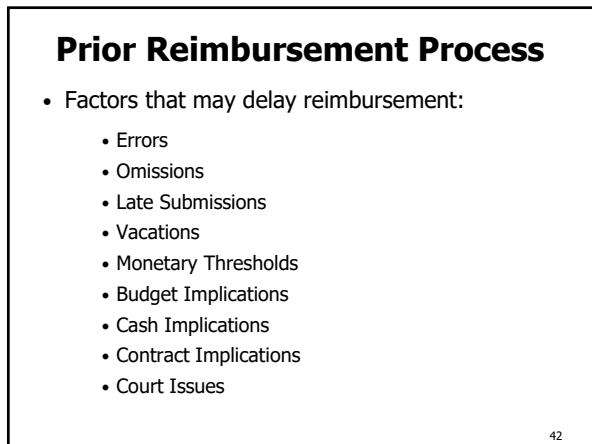 Prior Reimbursement Process
• Factors that may delay reimbursement:
• Errors
• Omissions
• Late Submissions
• Vacations
• Monetary Thresholds
• Budget Implications
• Cash Implications
• Contract Implications
• Court Issues
42